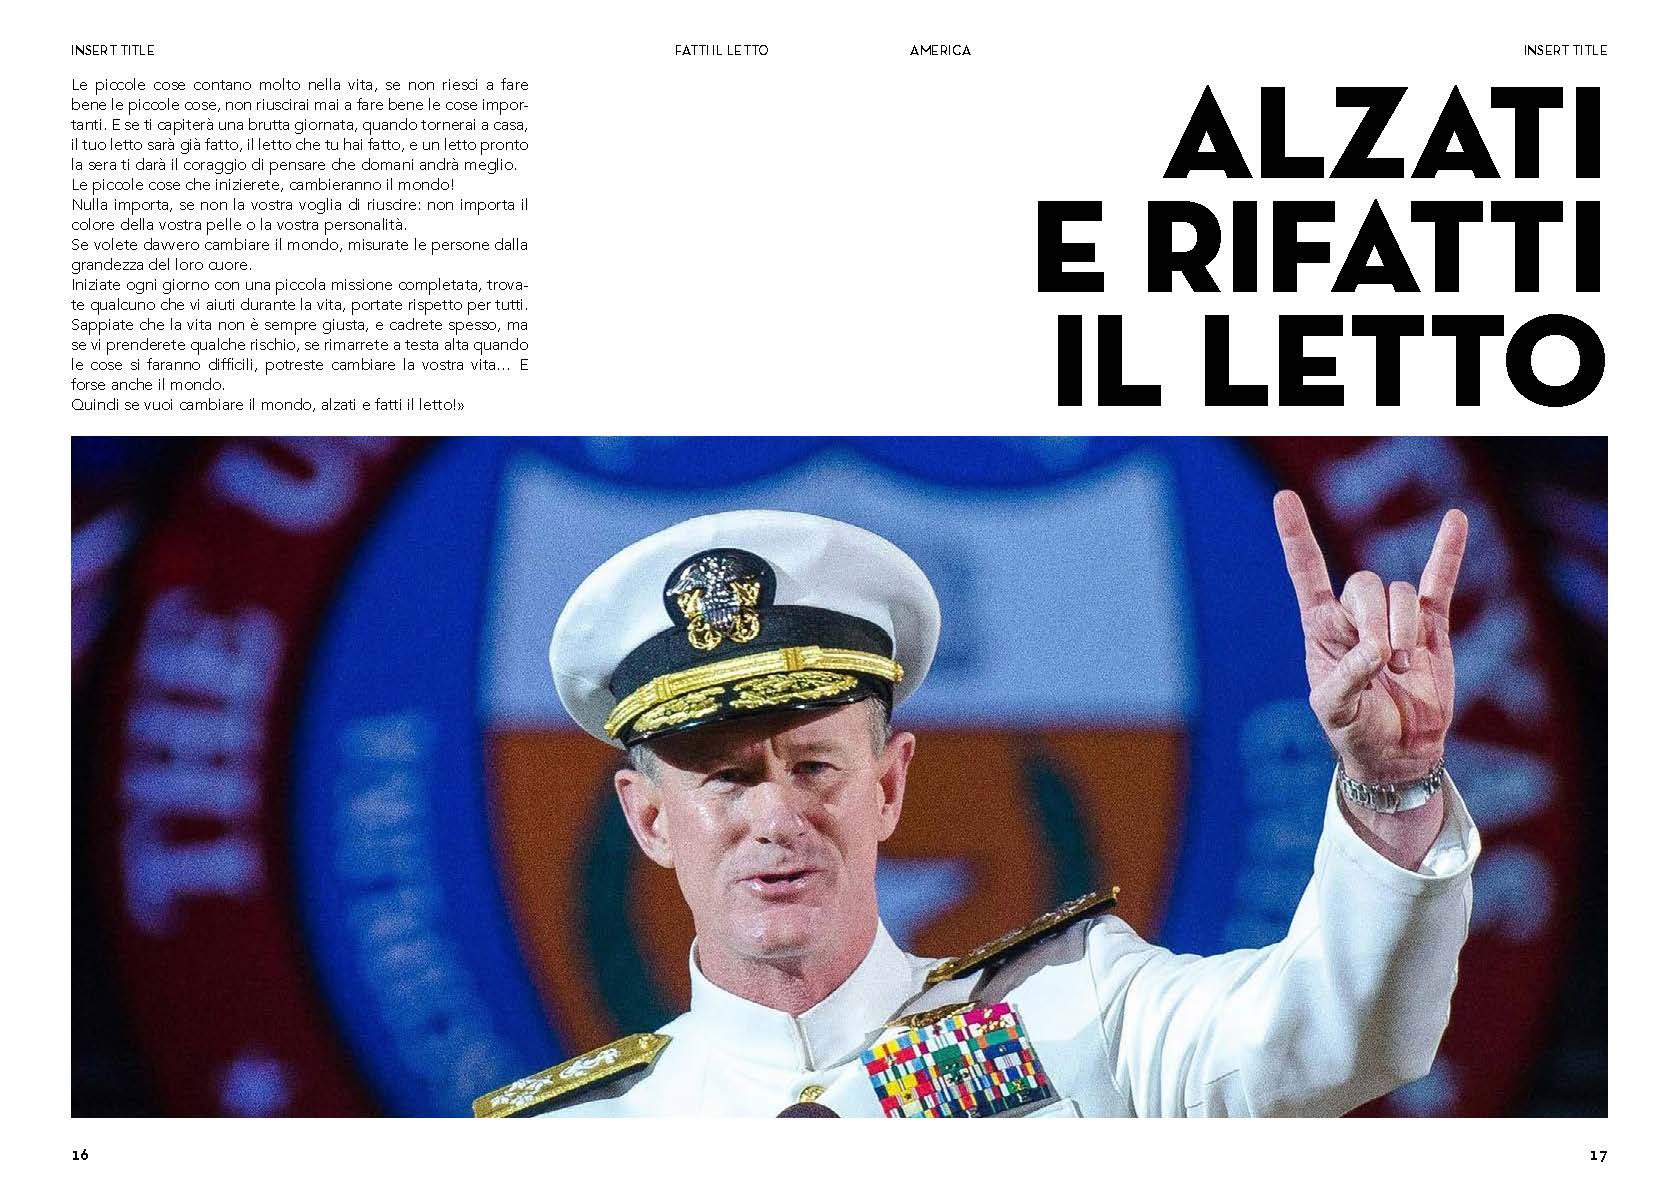 INSERT TITLE
FATTI IL LETTO
AMERICA
INSERT TITLE
Le piccole cose contano molto nella vita, se non riesci a fare
bene le piccole cose, non riuscirai mai a fare bene le cose impor-
tanti. E se ti capiterà una brutta giornata, quando tornerai a casa,
il tuo letto sarà già fatto, il letto che tu hai fatto, e un letto pronto
la sera ti darà il coraggio di pensare che domani andrà meglio.
Le piccole cose che inizierete, cambieranno il mondo!
Nulla importa, se non la vostra voglia di riuscire: non importa il
colore della vostra pelle o la vostra personalità.
Se volete davvero cambiare il mondo, misurate le persone dalla
grandezza del loro cuore.
Iniziate ogni giorno con una piccola missione completata, trova-
te qualcuno che vi aiuti durante la vita, portate rispetto per tutti.
Sappiate che la vita non è sempre giusta, e cadrete spesso, ma
se vi prenderete qualche rischio, se rimarrete a testa alta quando
le cose si faranno difficili, potreste cambiare la vostra vita... E
forse anche il mondo.
Quindi se vuoi cambiare il mondo, alzati e fatti il letto!»
ALZATI
E RIFATTI
IL LETTO
THE
16
17